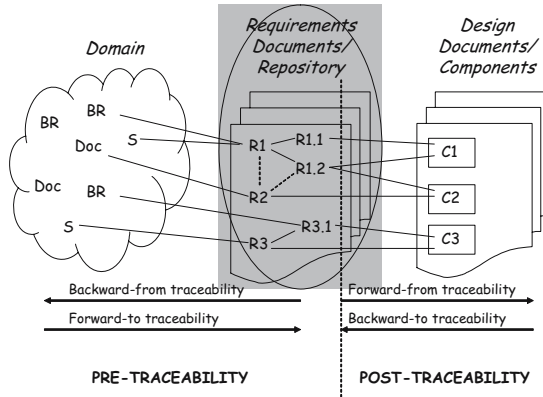 Domain
Requirements
Documents/
Repository
Design
Documents/
Components
BR
BR
S
Doc
Doc
BR
S
R1
R1.1
R1.2
R2
R3.1
R3
C1
C2
C3
Backward-from traceability
Forward-from traceability
Forward-to traceability
Backward-to traceability
PRE-TRACEABILITY
POST-TRACEABILITY